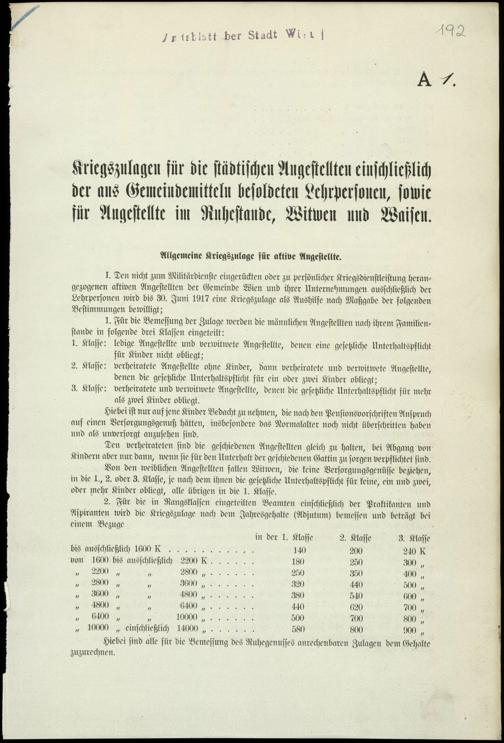 Amtsblatt der Stadt Wien
192
A 1.
Kriegszulagen für die städtischen Angestellten einschließlich
der aus Gemeindemitteln besoldeten Lehrpersonen, sowie
für Angestellte im Ruhestande, Witwen und Waisen.
Allgemeine Kriegszulage für aktive Angestellte.
I. Den nicht zum Militärdienste eingerückten oder zu persönlicher Kriegsdienstleistung heran-
gezogenen aktiven Angestellten der Gemeinde Wien und ihrer Unternehmungen ausschließlich der
Lehrpersonen wird bis 30. Juni 1917 eine Kriegszulage als Aushilfe nach Maßgabe der folgenden
Bestimmungen bewilligt;
1. Für die Bemessung der Zulage werden die männlichen Angestellten nach ihrem Familien-
stande in folgende drei Klassen eingeteilt:
1. Klasse: ledige Angestellte und verwitwete Angestellte, denen eine gesetzliche Unterhaltspflicht
für Kinder nicht obliegt;
2. Klasse: verheiratete Angestellte ohne Kinder, dann verheiratete und verwitwete Angestellte,
denen die gesetzliche Unterhaltspflicht für ein oder zwei Kinder obliegt;
3. Klasse: verheiratete und verwitwete Angestellte, denen die gesetzliche Unterhaltspflicht für mehr
als zwei Kinder obliegt.
Hiebei ist nur auf jene Kinder Bedacht zu nehmen, die nach den Pensionsvorschriften Anspruch
auf einen Versorgungsgenuß hätten, insbesondere das Normalalter noch nicht überschritten haben
und als unversorgt anzusehen sind.
Den verheirateten sind die geschiedenen Angestellten gleich zu halten, bei Abgang von
Kindern aber nur dann, wenn sie für den Unterhalt der geschiedenen Gattin zu sorgen verpflichtet sind.
Von den weiblichen Angestellten fallen Witwen, die keine Versorgungsgenüsse beziehen,
in die 1., 2. oder 3. Klasse, je nach dem ihnen die gesetzliche Unterhaltspflicht für keine, ein und zwei,
oder mehr Kinder obliegt, alle übrigen in die 1. Klasse.
2. Für die in Rangsklassen eingeteilten Beamten einschließlich der Praktikanten und
Aspiranten wird die Kriegszulage nach dem Jahresgehalte (Adjutum) bemessen und beträgt bei
einem Bezuge
in der 1. Klasse 2. Klasse 3. Klasse
bis ausschließlich 1600 K . . . . . . . . . 140 200 240 K
von 1600 bis ausschließlich 2200 K . . . . . . 180 250 300 „
„ 2200 „ „ 2800 „ . . . . . . 250 350 400 „
„ 2800 „ „ 3600 „ . . . . . . 320 440 500 „
„ 3600 „ „ 4800 „ . . . . . . 380 540 600 „
„ 4800 „ „ 6400 „ . . . . . . 440 620 700 „
„ 6400 „ „ 10000 „ . . . . . . 500 700 800 „
„ 10000 „ einschließlich 14000 „ . . . . . . 580 800 900 „
Hiebei sind alle für die Bemessung des Ruhegenusses anrechenbaren Zulagen dem Gehalte
zuzurechnen.